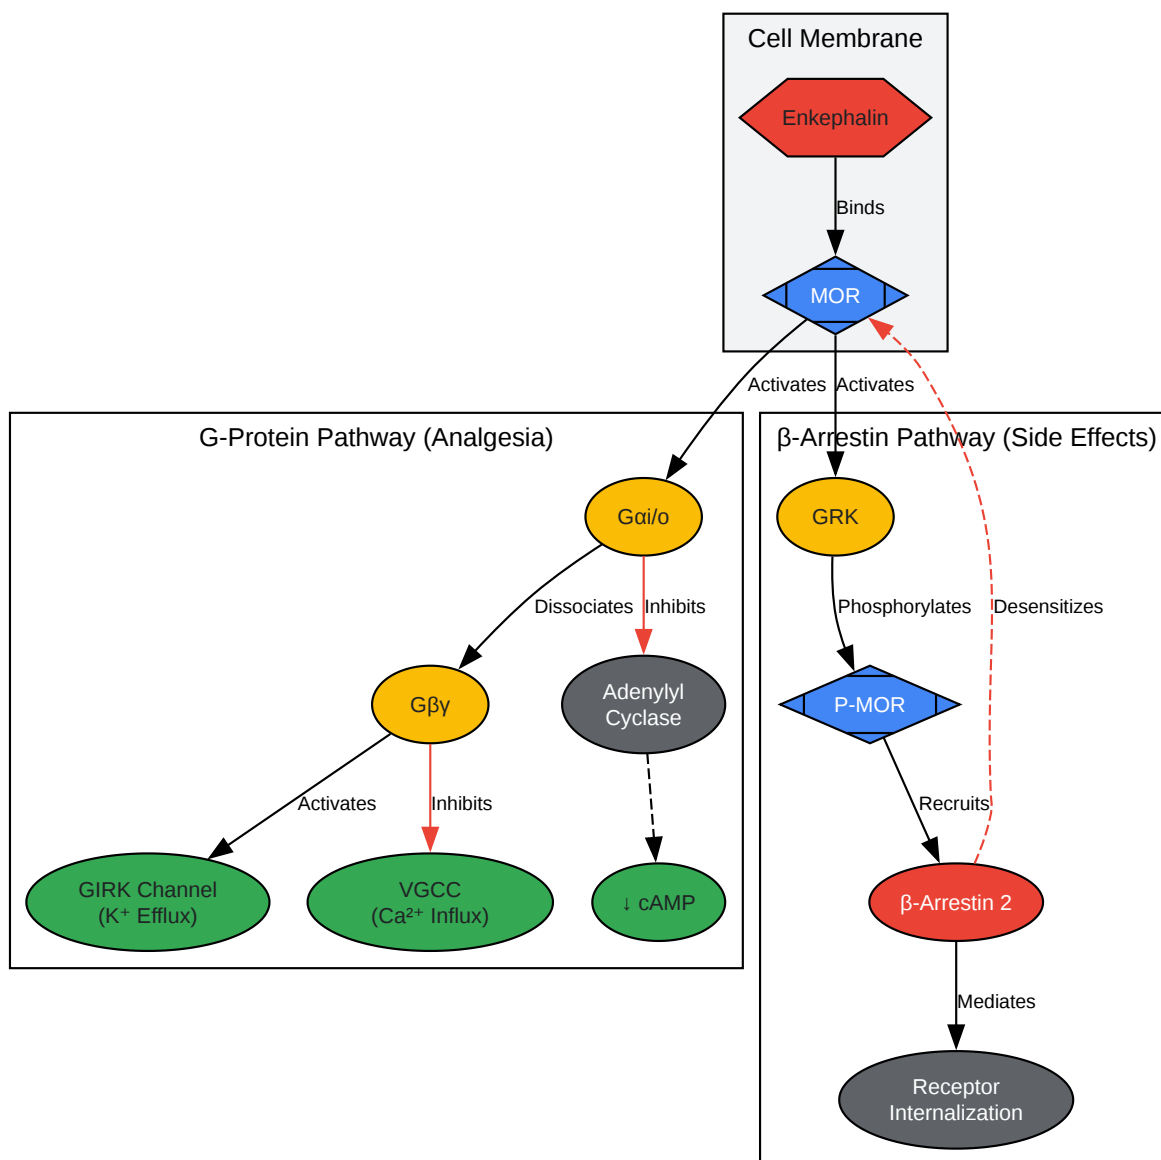 Cell Membrane
Enkephalin
Binds
MOR
Activates
Activates
G-Protein Pathway (Analgesia)
β-Arrestin Pathway (Side Effects)
Gαi/o
GRK
Dissociates
Inhibits
Phosphorylates
Desensitizes
Gβγ
Adenylyl
Cyclase
P-MOR
Activates
Inhibits
Recruits
GIRK Channel
(K⁺ Efflux)
VGCC
(Ca²⁺ Influx)
↓ cAMP
β-Arrestin 2
Mediates
Receptor
Internalization